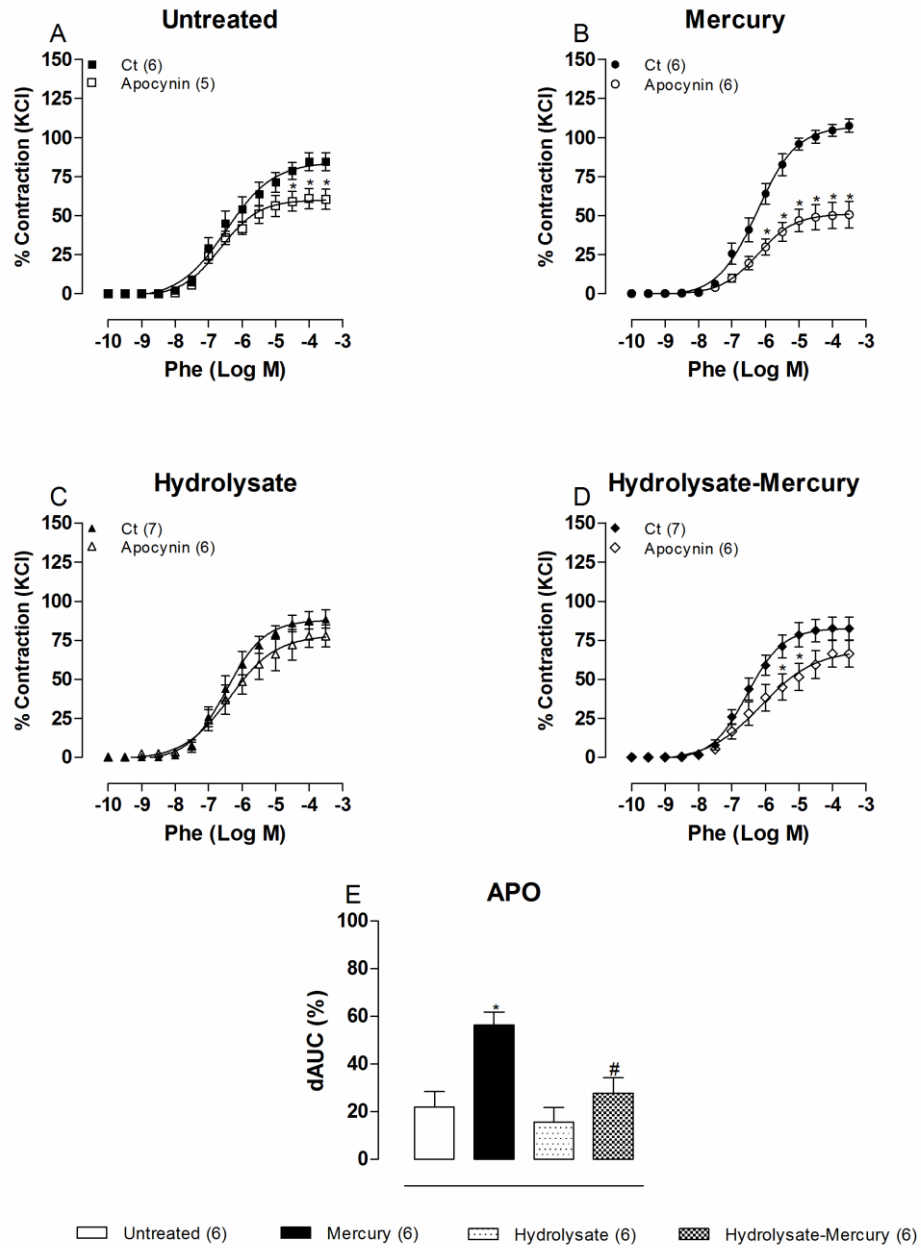 A
Untreated
150
125
100
75
50
25
0
% Contraction (KCl)
Ct (6)
Apocynin (5)
* * *
-10 -9 -8 -7 -6 -5 -4 -3
Phe (Log M)
B
Mercury
150
125
100
75
50
25
0
% Contraction (KCl)
Ct (6)
Apocynin (6)
* * * * * *
-10 -9 -8 -7 -6 -5 -4 -3
Phe (Log M)
C
Hydrolysate
150
125
100
75
50
25
0
% Contraction (KCl)
Ct (7)
Apocynin (6)
-10 -9 -8 -7 -6 -5 -4 -3
Phe (Log M)
D
Hydrolysate-Mercury
150
125
100
75
50
25
0
% Contraction (KCl)
Ct (7)
Apocynin (6)
* *
-10 -9 -8 -7 -6 -5 -4 -3
Phe (Log M)
E
APO
100
80
60
40
20
0
dAUC (%)
*
#
Untreated (6) Mercury (6) Hydrolysate (6) Hydrolysate-Mercury (6)